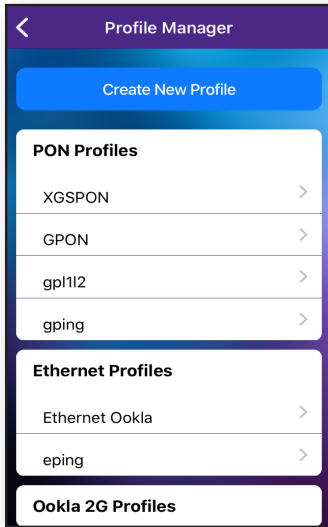 Profile Manager
Create New Profile
PON Profiles
XGSPON
GPON
gpl1l2
gping
Ethernet Profiles
Ethernet Ookla
eping
Ookla 2G Profiles